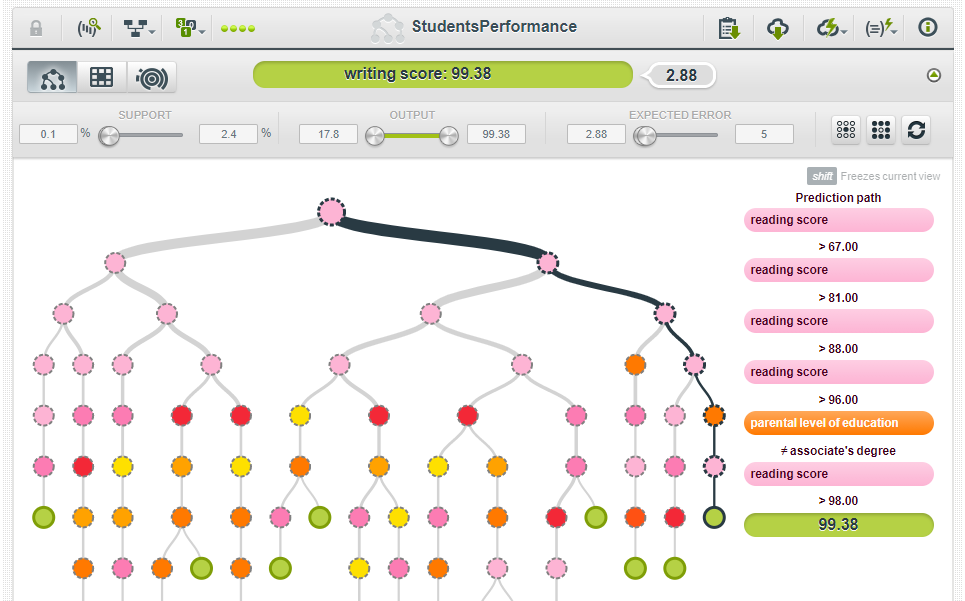 StudentsPerformance
writing score: 99.38
2.88
SUPPORT
OUTPUT
EXPECTED ERROR
0.1 %
2.4 %
17.8
99.38
2.88
5
shift Freezes current view
Prediction path
reading score
> 67.00
reading score
> 81.00
reading score
> 88.00
reading score
> 96.00
parental level of education
≠ associate's degree
reading score
> 98.00
99.38